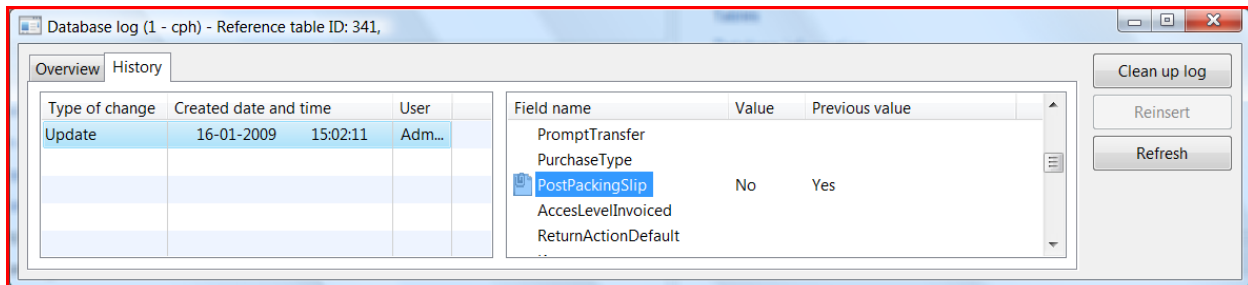 Database log (1 - cph) - Reference table ID: 341,
Overview History
Clean up log
Reinsert
Refresh
Type of change Created date and time User
Update 16-01-2009 15:02:11 Adm...
Field name Value Previous value
PromptTransfer
PurchaseType
PostPackingSlip No Yes
AccesLevelInvoiced
ReturnActionDefault